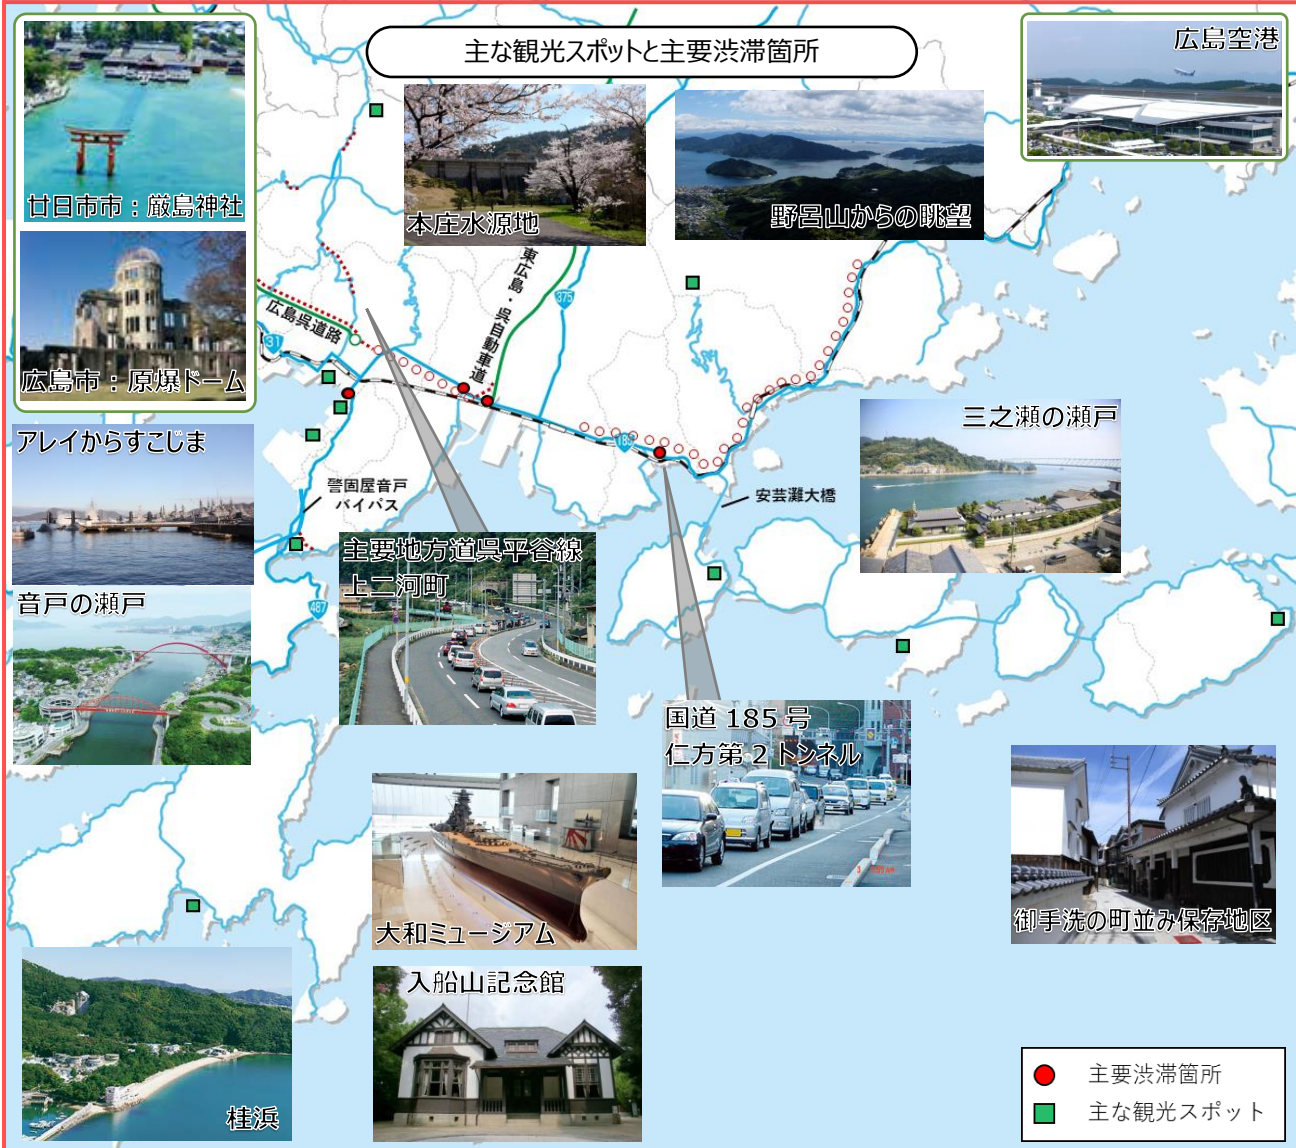 主な観光スポットと主要渋滞箇所
広島空港
廿日市市：厳島神社
本庄水源地
野呂山からの眺望
広島市：原爆ドーム
東広島・呉自動車道
375
広島呉道路
31
185
アレイからすこじま
三之瀬の瀬戸
警固屋音戸
バイパス
安芸灘大橋
主要地方道呉平谷線
上二河町
音戸の瀬戸
487
国道 185 号
仁方第 2 トンネル
大和ミュージアム
御手洗の町並み保存地区
入船山記念館
桂浜
主要渋滞箇所
主な観光スポット